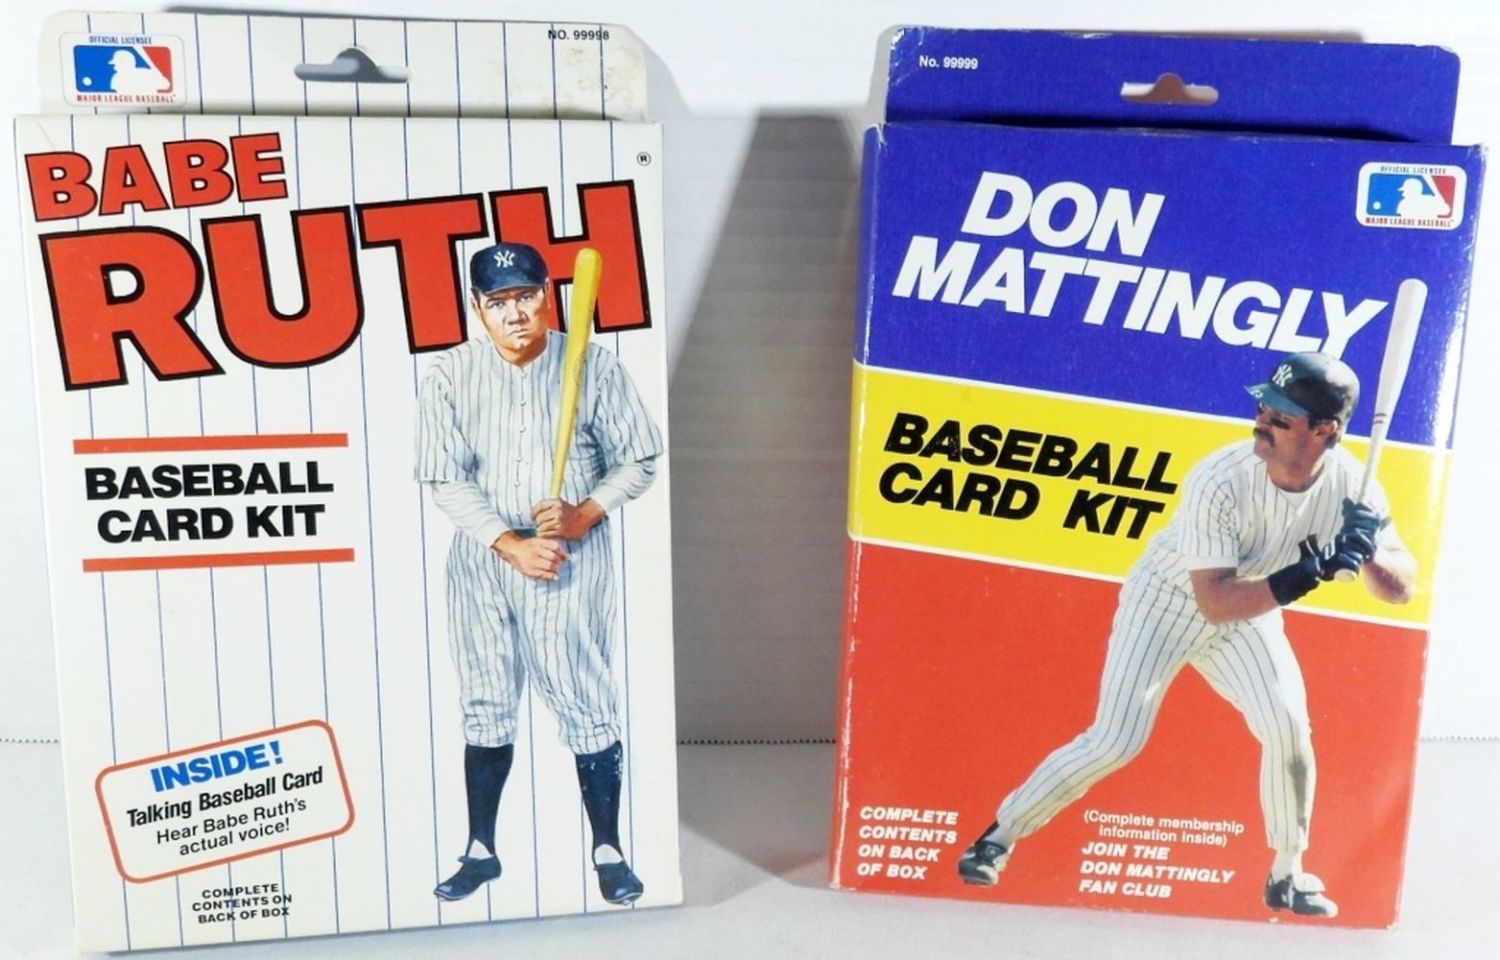 OFFICIAL LICENSEE
MAJOR LEAGUE BASEBALL
NO. 99998
BABE
RUTH
®
NY
BASEBALL
CARD KIT
INSIDE!
Talking Baseball Card
Hear Babe Ruth's
actual voice!
COMPLETE
CONTENTS ON
BACK OF BOX
No. 99999
OFFICIAL LICENSEE
MAJOR LEAGUE BASEBALL
DON
MATTINGLY
NY
BASEBALL
CARD KIT
COMPLETE
CONTENTS
ON BACK
OF BOX
(Complete membership
information inside)
JOIN THE
DON MATTINGLY
FAN CLUB